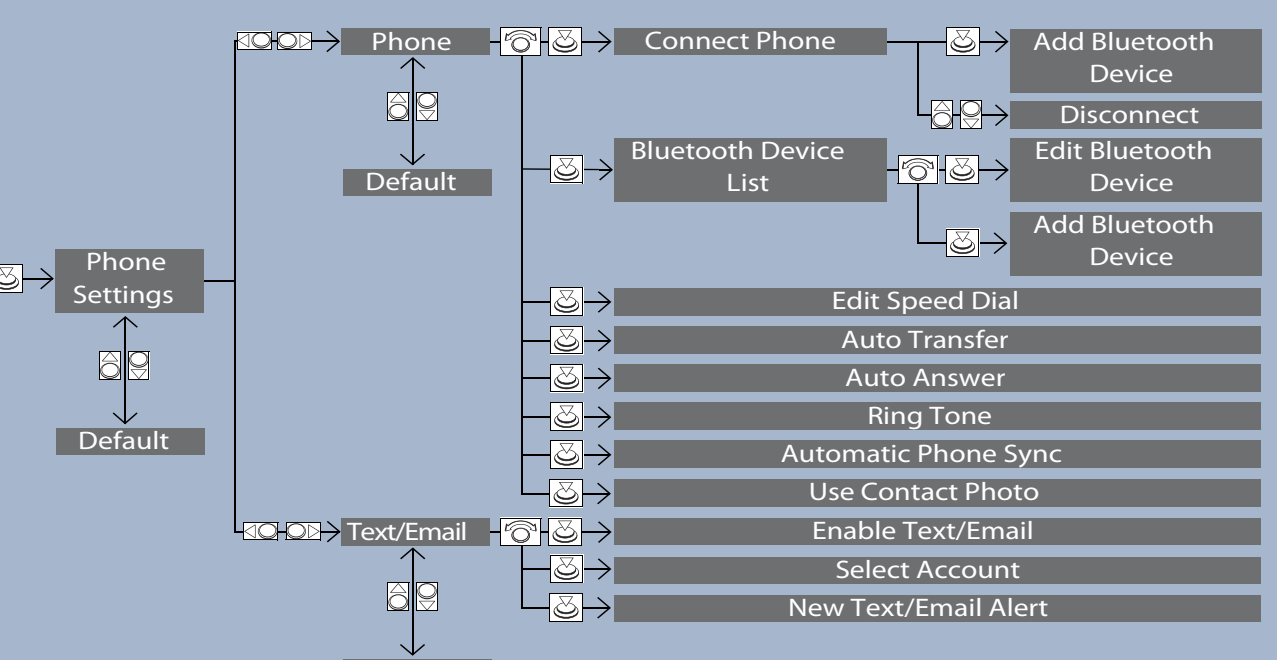 Phone
Connect Phone
Add Bluetooth
Device
Disconnect
Default
Bluetooth Device
List
Edit Bluetooth
Device
Add Bluetooth
Device
Phone
Settings
Default
Edit Speed Dial
Auto Transfer
Auto Answer
Ring Tone
Automatic Phone Sync
Use Contact Photo
Text/Email
Enable Text/Email
Select Account
New Text/Email Alert